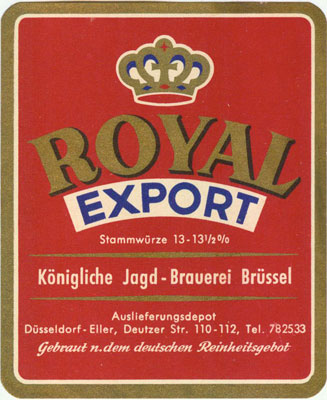 ROYAL
EXPORT
Stammwürze 13-13½%
Königliche Jagd-Brauerei Brüssel
Auslieferungsdepot
Düsseldorf-Eller, Deutzer Str. 110-112, Tel. 782533
Gebraut n.dem deutschen Reinheitsgebot